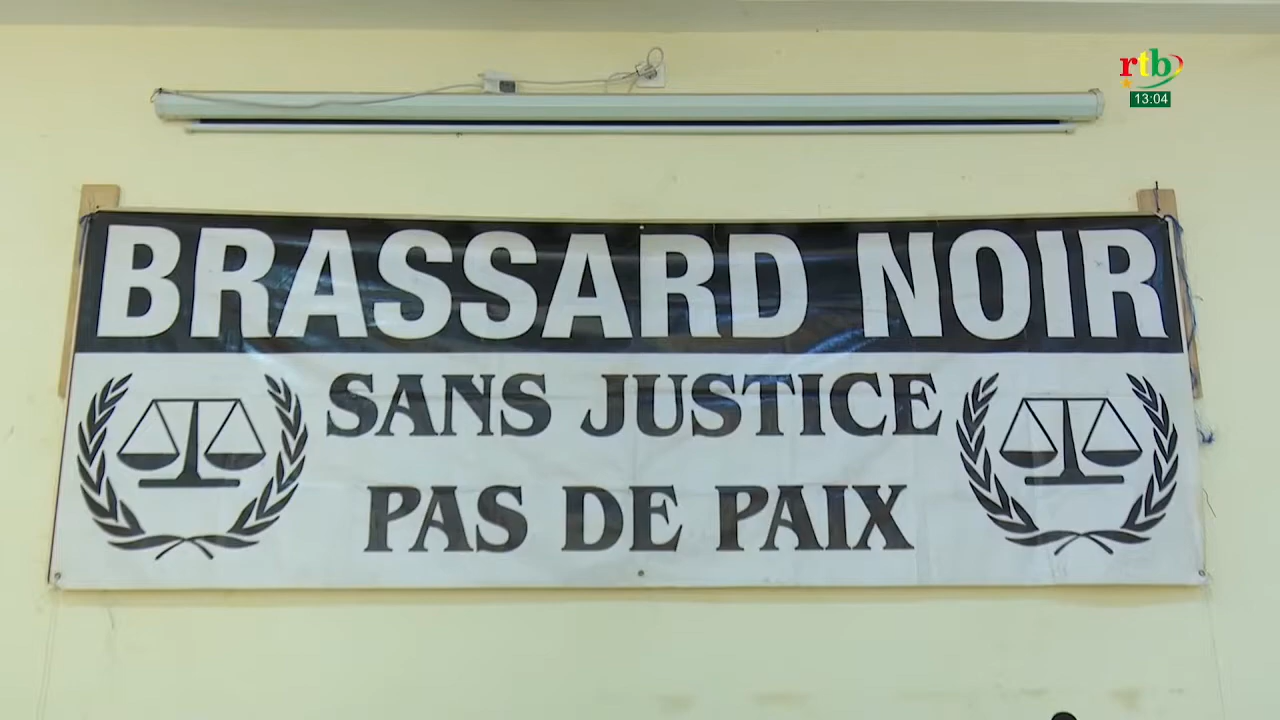 rtb
13:04
BRASSARD NOIR
SANS JUSTICE
PAS DE PAIX